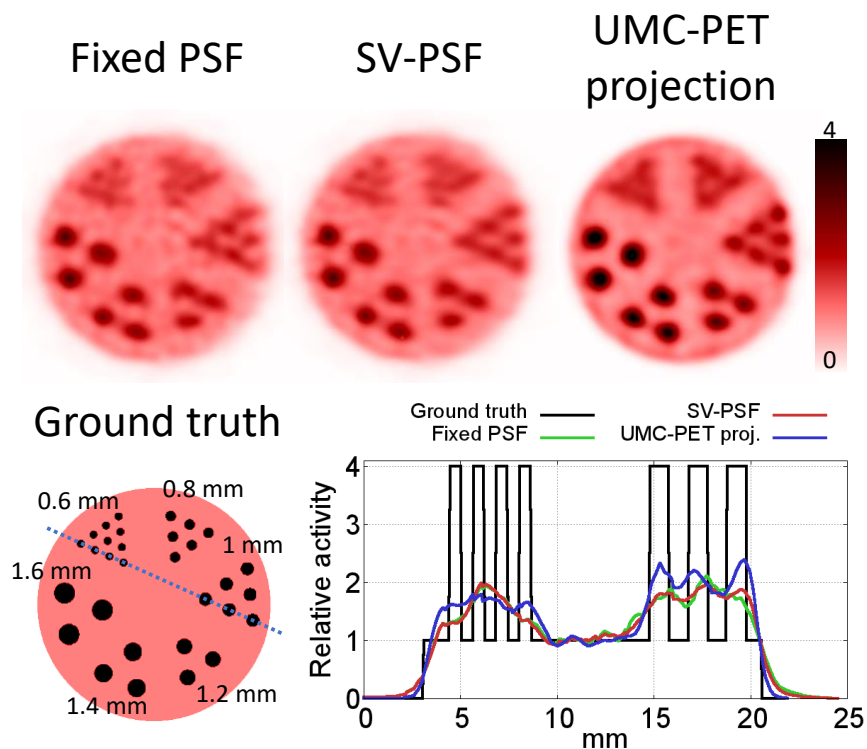 Fixed PSF
SV-PSF
UMC-PET
projection
4
0
Ground truth
0.6 mm
0.8 mm
1 mm
1.6 mm
1.4 mm
1.2 mm
Ground truth
Fixed PSF
SV-PSF
UMC-PET proj.
Relative activity
4
3
2
1
0
0 5 10 15 20 25
mm